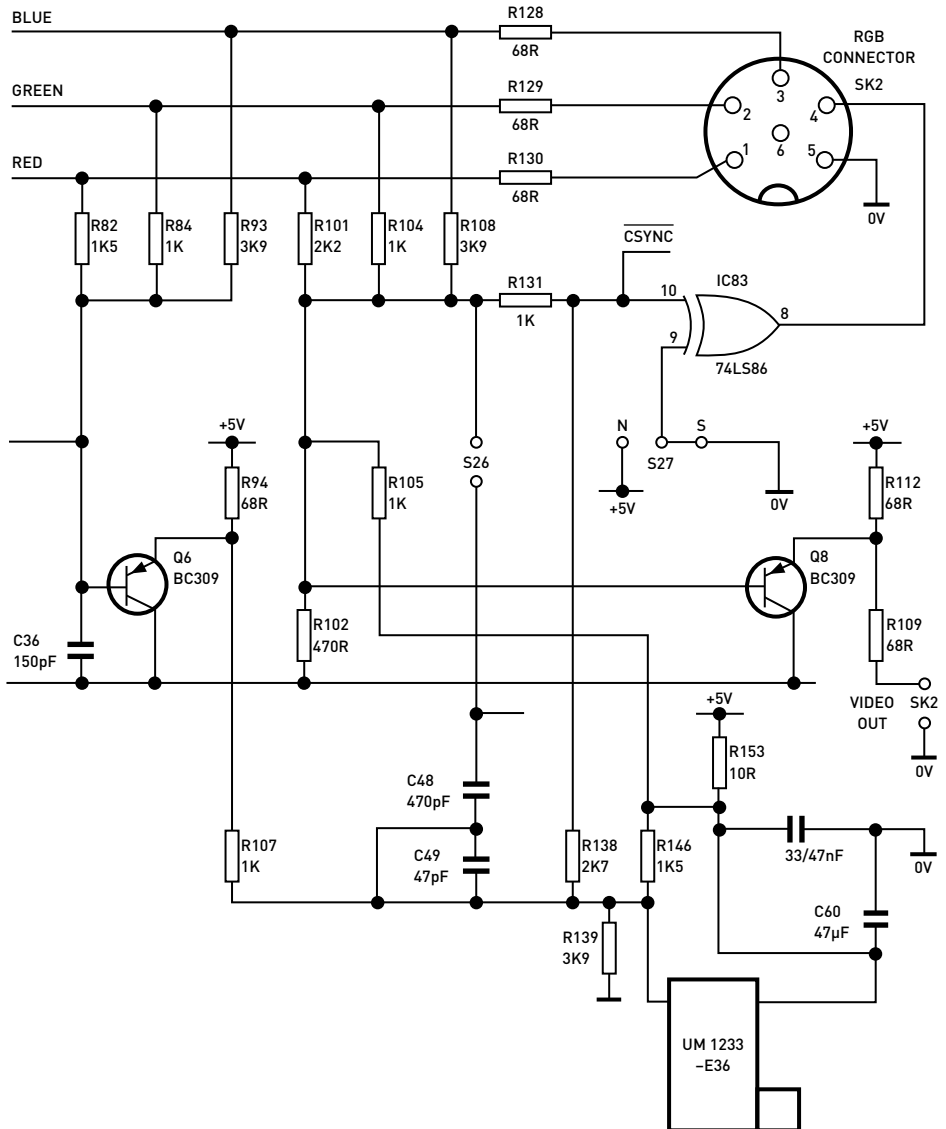 BLUE
R128
68R
RGB
CONNECTOR
SK2
GREEN
R129
68R
3
2
4
6
1
5
RED
R130
68R
0V
R82
1K5
R84
1K
R93
3K9
R101
2K2
R104
1K
R108
3K9
CSYNC
R131
1K
IC83
10
9
8
74LS86
+5V
N
S
S26
S27
+5V
0V
+5V
R94
68R
R105
1K
R112
68R
Q6
BC309
Q8
BC309
C36
150pF
R102
470R
R109
68R
VIDEO
OUT
SK2
0V
+5V
R153
10R
C48
470pF
R107
1K
C49
47pF
R138
2K7
R146
1K5
33/47nF
0V
C60
47µF
R139
3K9
UM 1233
–E36